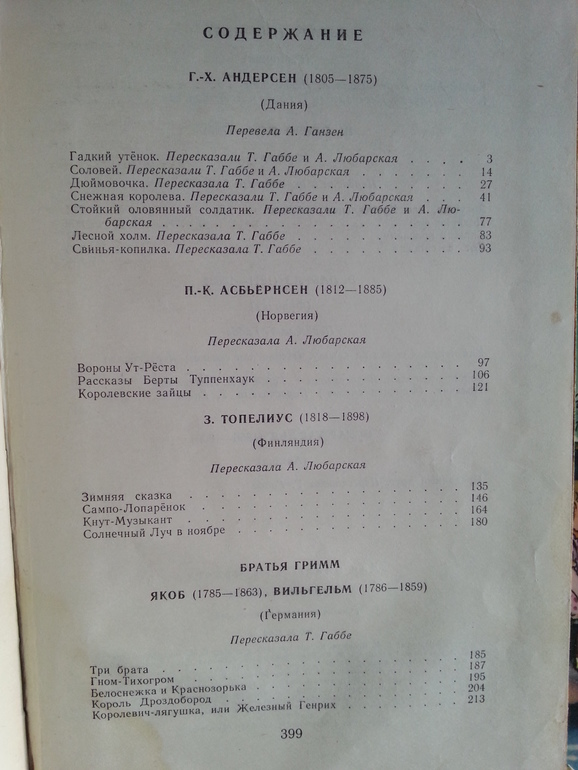 СОДЕРЖАНИЕ
Г.-Х. АНДЕРСЕН (1805—1875)
(Дания)
Перевела А. Ганзен
Гадкий утёнок. Пересказали Т. Габбе и А. Любарская . . . . 3
Соловей. Пересказали Т. Габбе и А. Любарская . . . . . . . 14
Дюймовочка. Пересказала Т. Габбе . . . . . . . . . . . 27
Снежная королева. Пересказали Т. Габбе и А. Любарская . . . 41
Стойкий оловянный солдатик. Пересказали Т. Габбе и А. Лю-
барская . . . . . . . . . . . . . . . . . . . 77
Лесной холм. Пересказала Т. Габбе . . . . . . . . . . 83
Свинья-копилка. Пересказала Т. Габбе . . . . . . . . . . 93
П.-К. АСБЬЁРНСЕН (1812—1885)
(Норвегия)
Пересказала А. Любарская
Вороны Ут-Рёста . . . . . . . . . . . . . . . . . 97
Рассказы Берты Туппенхаук . . . . . . . . . . . . . 106
Королевские зайцы . . . . . . . . . . . . . . . . 121
З. ТОПЕЛИУС (1818—1898)
(Финляндия)
Пересказала А. Любарская
Зимняя сказка . . . . . . . . . . . . . . . . . 135
Сампо-Лопарёнок . . . . . . . . . . . . . . . . 146
Кнут-Музыкант . . . . . . . . . . . . . . . . . 164
Солнечный Луч в ноябре . . . . . . . . . . . . . . 180
БРАТЬЯ ГРИММ
ЯКОБ (1785—1863), ВИЛЬГЕЛЬМ (1786—1859)
(Германия)
Пересказала Т. Габбе
Три брата . . . . . . . . . . . . . . . . . . 185
Гном-Тихогром . . . . . . . . . . . . . . . . . 187
Белоснежка и Краснозорька . . . . . . . . . . . . . 195
Король Дроздобород . . . . . . . . . . . . . . . 204
Королевич-лягушка, или Железный Генрих . . . . . . . . 213
399